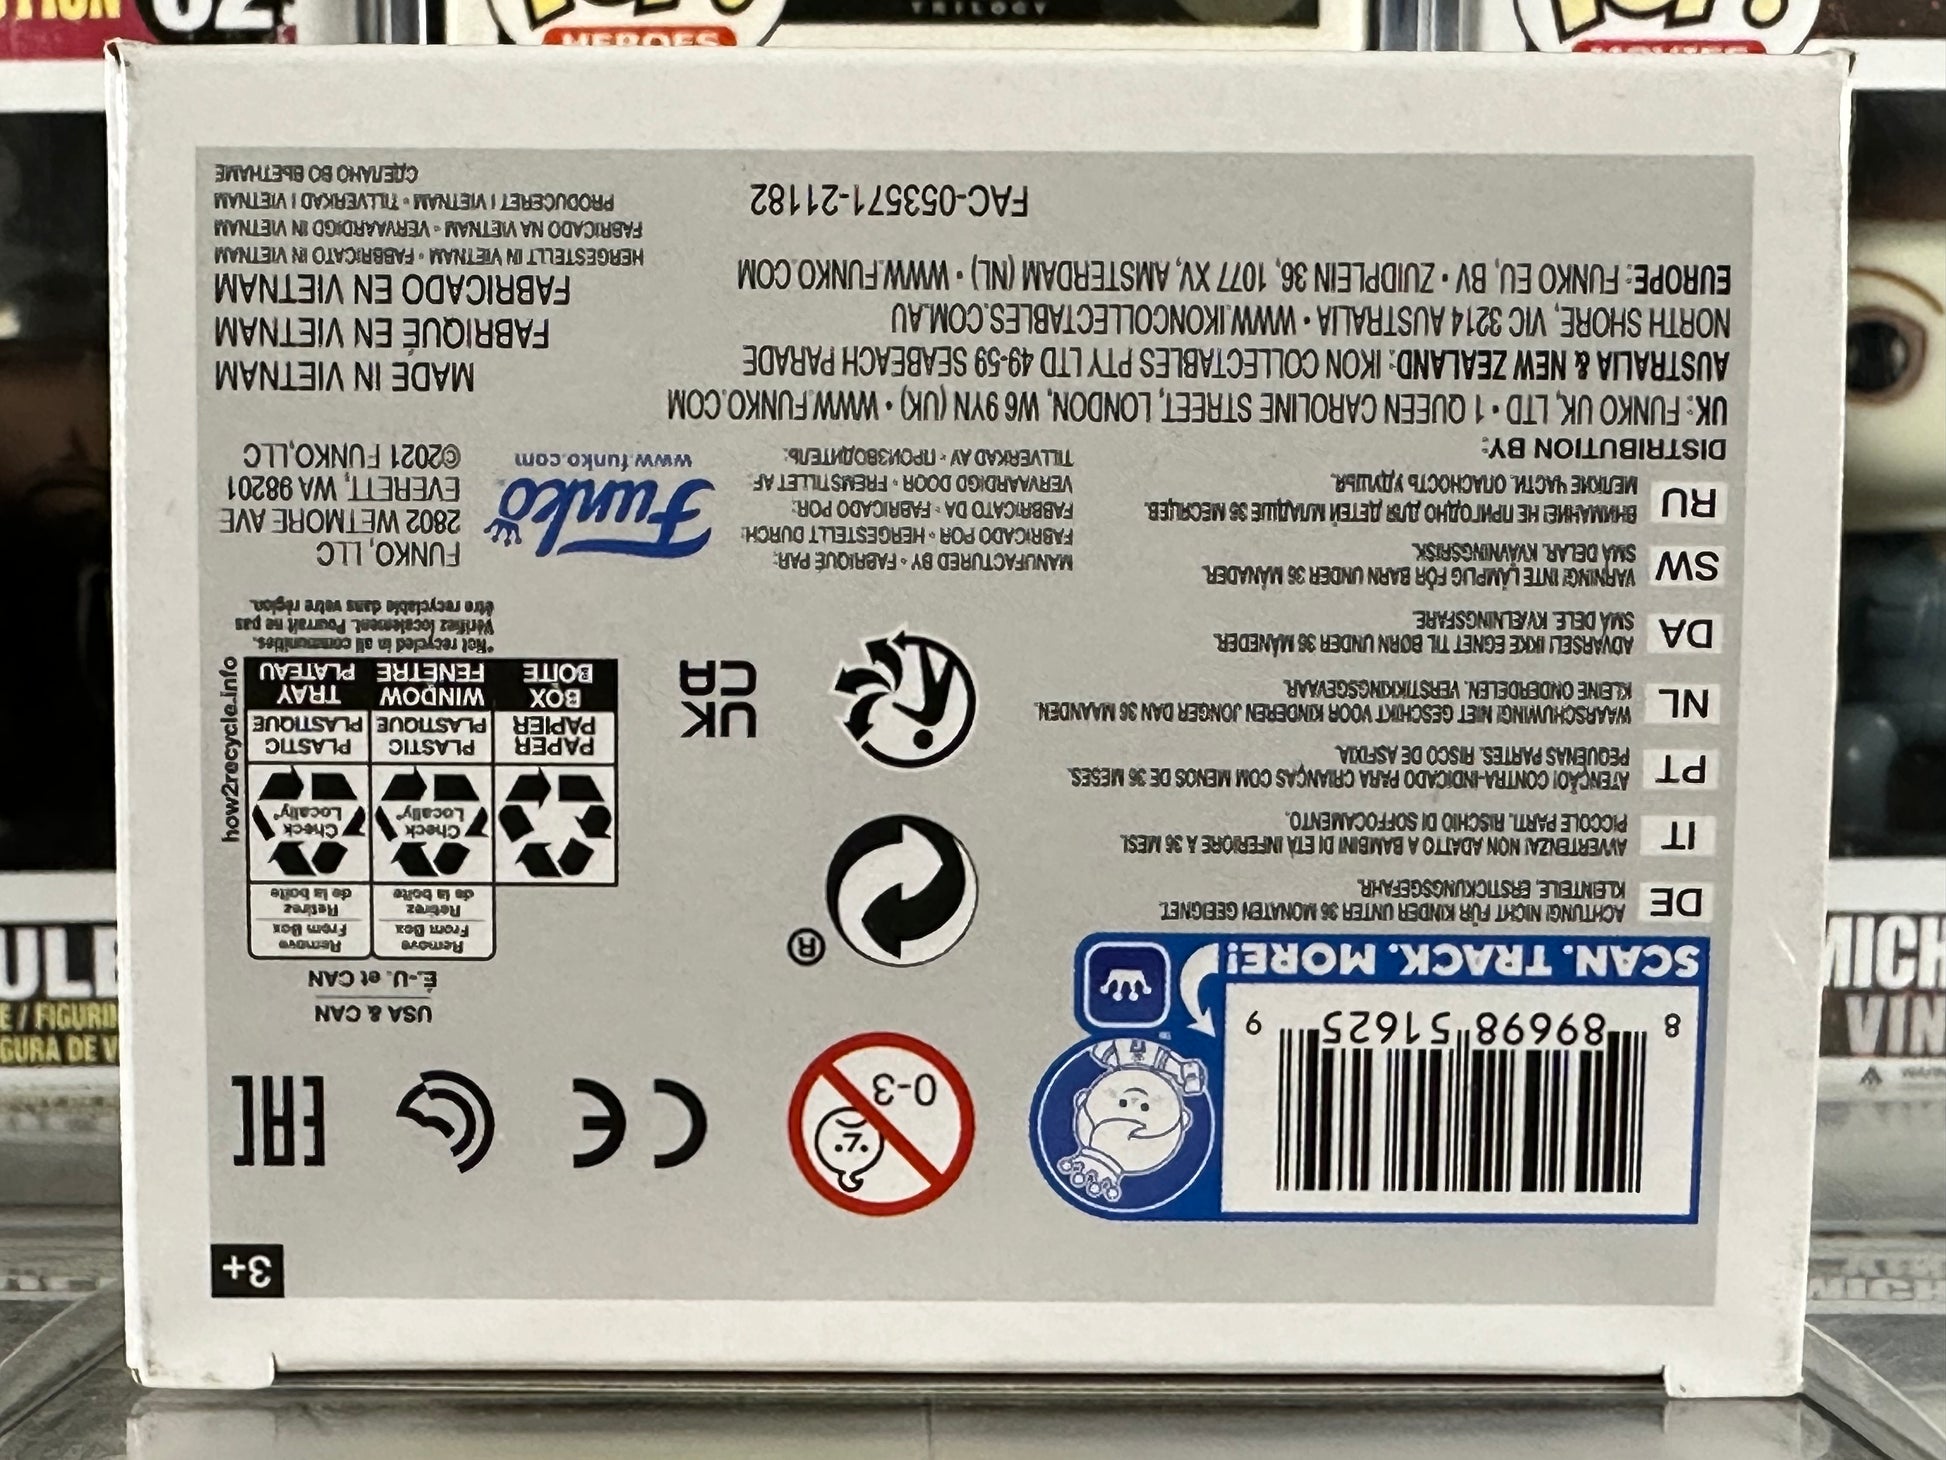 3+
8 89698 51625 9
SCAN. TRACK. MORE!
0-3
CE
EAC
USA & CAN
É.-U. et CAN
Remove
From Box
Retirez
de la boîte
Remove
From Box
Retirez
de la boîte
Check
Locally*
Check
Locally*
PAPER
PAPIER
PLASTIC
PLASTIQUE
PLASTIC
PLASTIQUE
BOX
BOÎTE
WINDOW
FENÊTRE
TRAY
PLATEAU
how2recycle.info
*Not recycled in all communities.
Vérifiez localement. Pourrait ne pas
être recyclable dans votre région.
®
UK
CA
DE
ACHTUNG! NICHT FÜR KINDER UNTER 36 MONATEN GEEIGNET.
KLEINTEILE. ERSTICKUNGSGEFAHR.
IT
AVVERTENZA! NON ADATTO A BAMBINI DI ETÀ INFERIORE A 36 MESI.
PICCOLE PARTI. RISCHIO DI SOFFOCAMENTO.
PT
ATENÇÃO! CONTRA-INDICADO PARA CRIANÇAS COM MENOS DE 36 MESES
PEQUENAS PARTES. RISCO DE ASFIXIA.
NL
WAARSCHUWING! NIET GESCHIKT VOOR KINDEREN JONGER DAN 36 MAANDEN.
KLEINE ONDERDELEN. VERSTIKKINGSGEVAAR.
DA
ADVARSEL! IKKE EGNET TIL BØRN UNDER 36 MÅNEDER.
SMÅ DELE. KVÆLNINGSFARE.
SW
VARNING! INTE LÄMPLIG FÖR BARN UNDER 36 MÅNADER.
SMÅ DELAR. KVÄVNINGSRISK.
RU
ВНИМАНИЕ! НЕ ПРИГОДНО ДЛЯ ДЕТЕЙ МЛАДШЕ 36 МЕСЯЦЕВ.
МЕЛКИЕ ЧАСТИ. ОПАСНОСТЬ УДУШЬЯ.
MANUFACTURED BY • FABRIQUÉ PAR:
FABRICADO POR • HERGESTELLT DURCH:
FABBRICATO DA • FABRICADO POR:
VERVAARDIGD DOOR • FREMSTILLET AF
TILLVERKAD AV • ПРОИЗВОДИТЕЛЬ:
Funko
www.funko.com
FUNKO, LLC
2802 WETMORE AVE
EVERETT, WA 98201
©2021 FUNKO,LLC
DISTRIBUTION BY:
UK: FUNKO UK, LTD • 1 QUEEN CAROLINE STREET, LONDON, W6 9YN (UK) • WWW.FUNKO.COM
AUSTRALIA & NEW ZEALAND: IKON COLLECTABLES PTY LTD 49-59 SEABEACH PARADE
NORTH SHORE, VIC 3214 AUSTRALIA • WWW.IKONCOLLECTABLES.COM.AU
EUROPE: FUNKO EU, BV • ZUIDPLEIN 36, 1077 XV, AMSTERDAM (NL) • WWW.FUNKO.COM
FAC-053571-21182
MADE IN VIETNAM
FABRIQUÉ EN VIETNAM
FABRICADO EN VIETNAM
HERGESTELLT IN VIETNAM • FABBRICATO IN VIETNAM
FABRICADO NA VIETNAM • VERVAARDIGD IN VIETNAM
PRODUCERET I VIETNAM • TILLVERKAD I VIETNAM
СДЕЛАНО ВО ВЬЕТНАМЕ
TRILOGY
HEROES